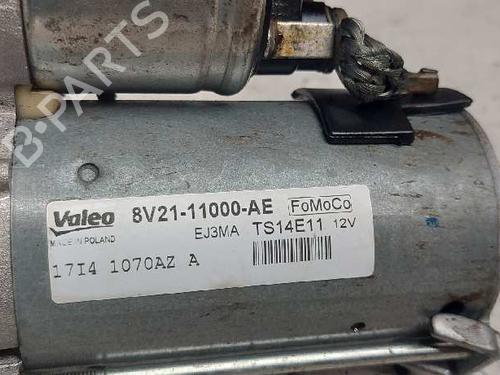 B-PARTS
Valeo 8V21-11000-AE FoMoCo
MADE IN POLAND EJ3MA TS14E11 12V
17I4 1070AZ A